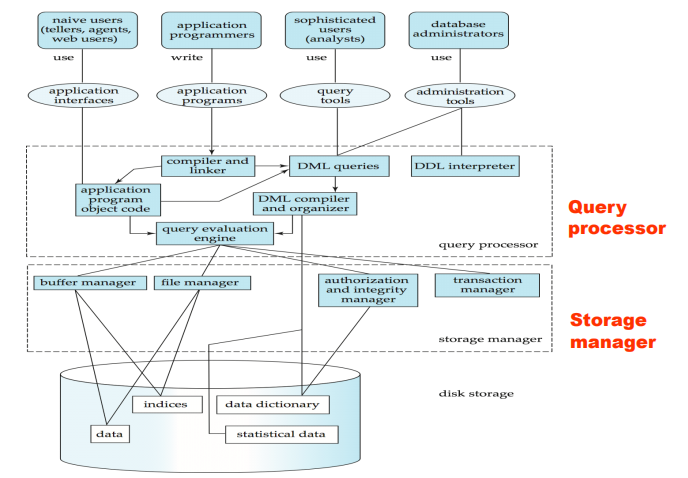 naive users
(tellers, agents,
web users)
application
programmers
sophisticated
users
(analysts)
database
administrators
use
write
use
use
application
interfaces
application
programs
query
tools
administration
tools
compiler and
linker
DML queries
DDL interpreter
application
program
object code
DML compiler
and organizer
query evaluation
engine
query processor
Query
processor
buffer manager
file manager
authorization
and integrity
manager
transaction
manager
storage manager
Storage
manager
disk storage
indices
data dictionary
data
statistical data